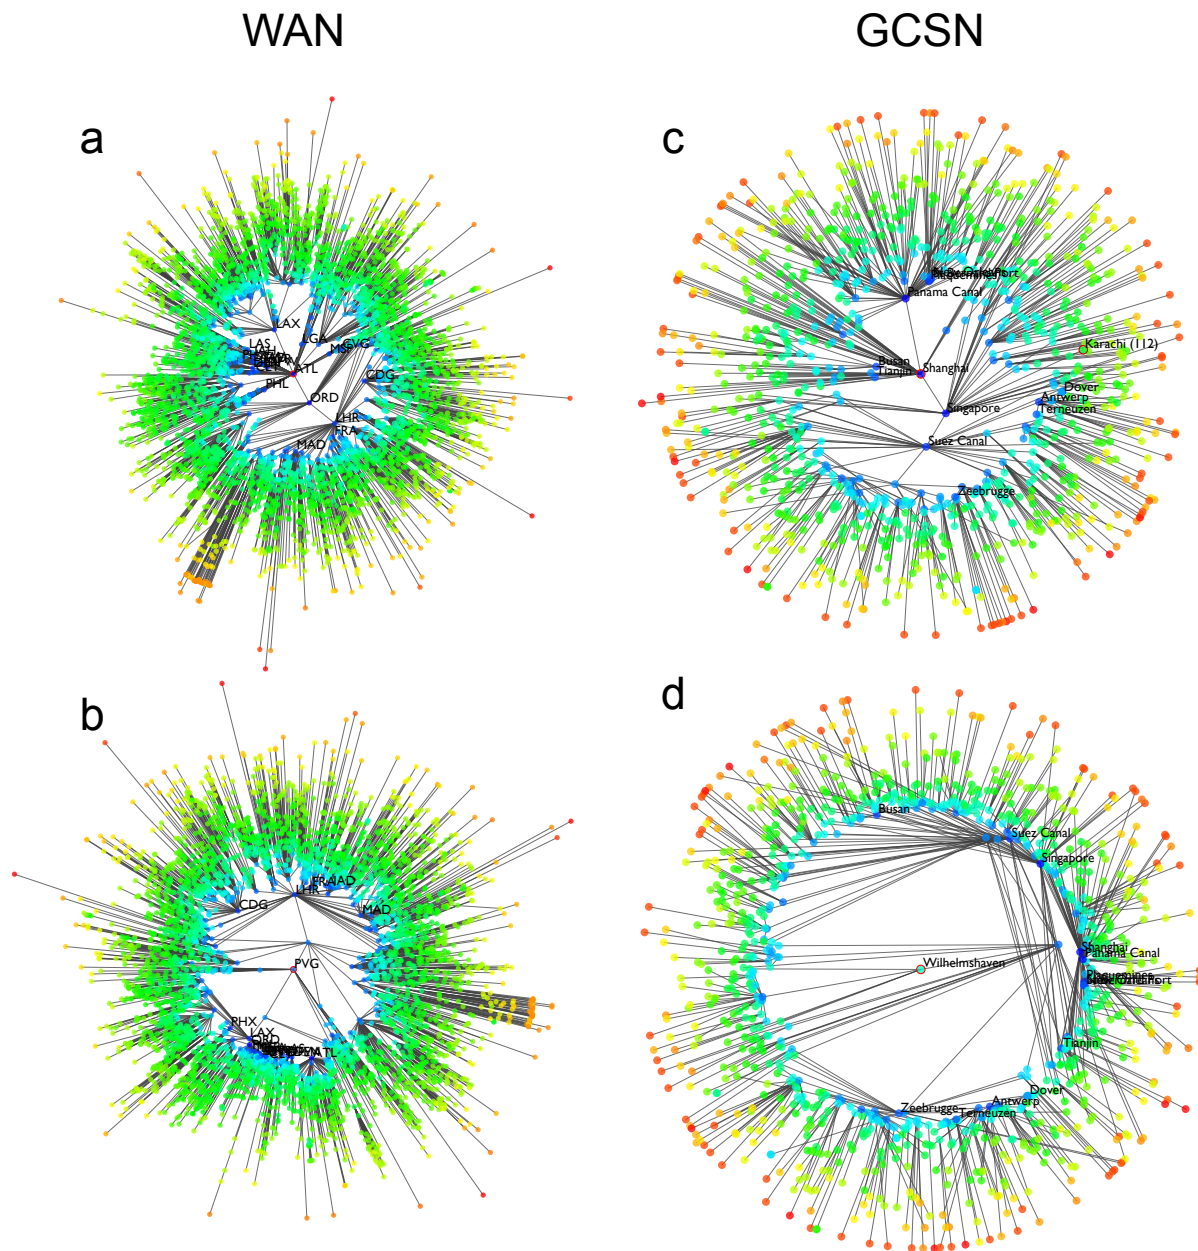 WAN
GCSN
a
LAX
LGA
LAS
CVG
MSP
ATL
CDG
PHL
ORD
LHR
FRA
MAD
c
Panama Canal
Karachi (112)
Busan
Tianjin
Shanghai
Dover
Antwerp
Singapore
Terneuzen
Suez Canal
Zeebrugge
b
FRA
LHR
CDG
MAD
PVG
PHX
LAX
ORD
ATL
d
Busan
Suez Canal
Singapore
Shanghai
Panama Canal
Wilhelmshaven
Plaquemines
Tianjin
Dover
Zeebrugge
Antwerp
Terneuzen